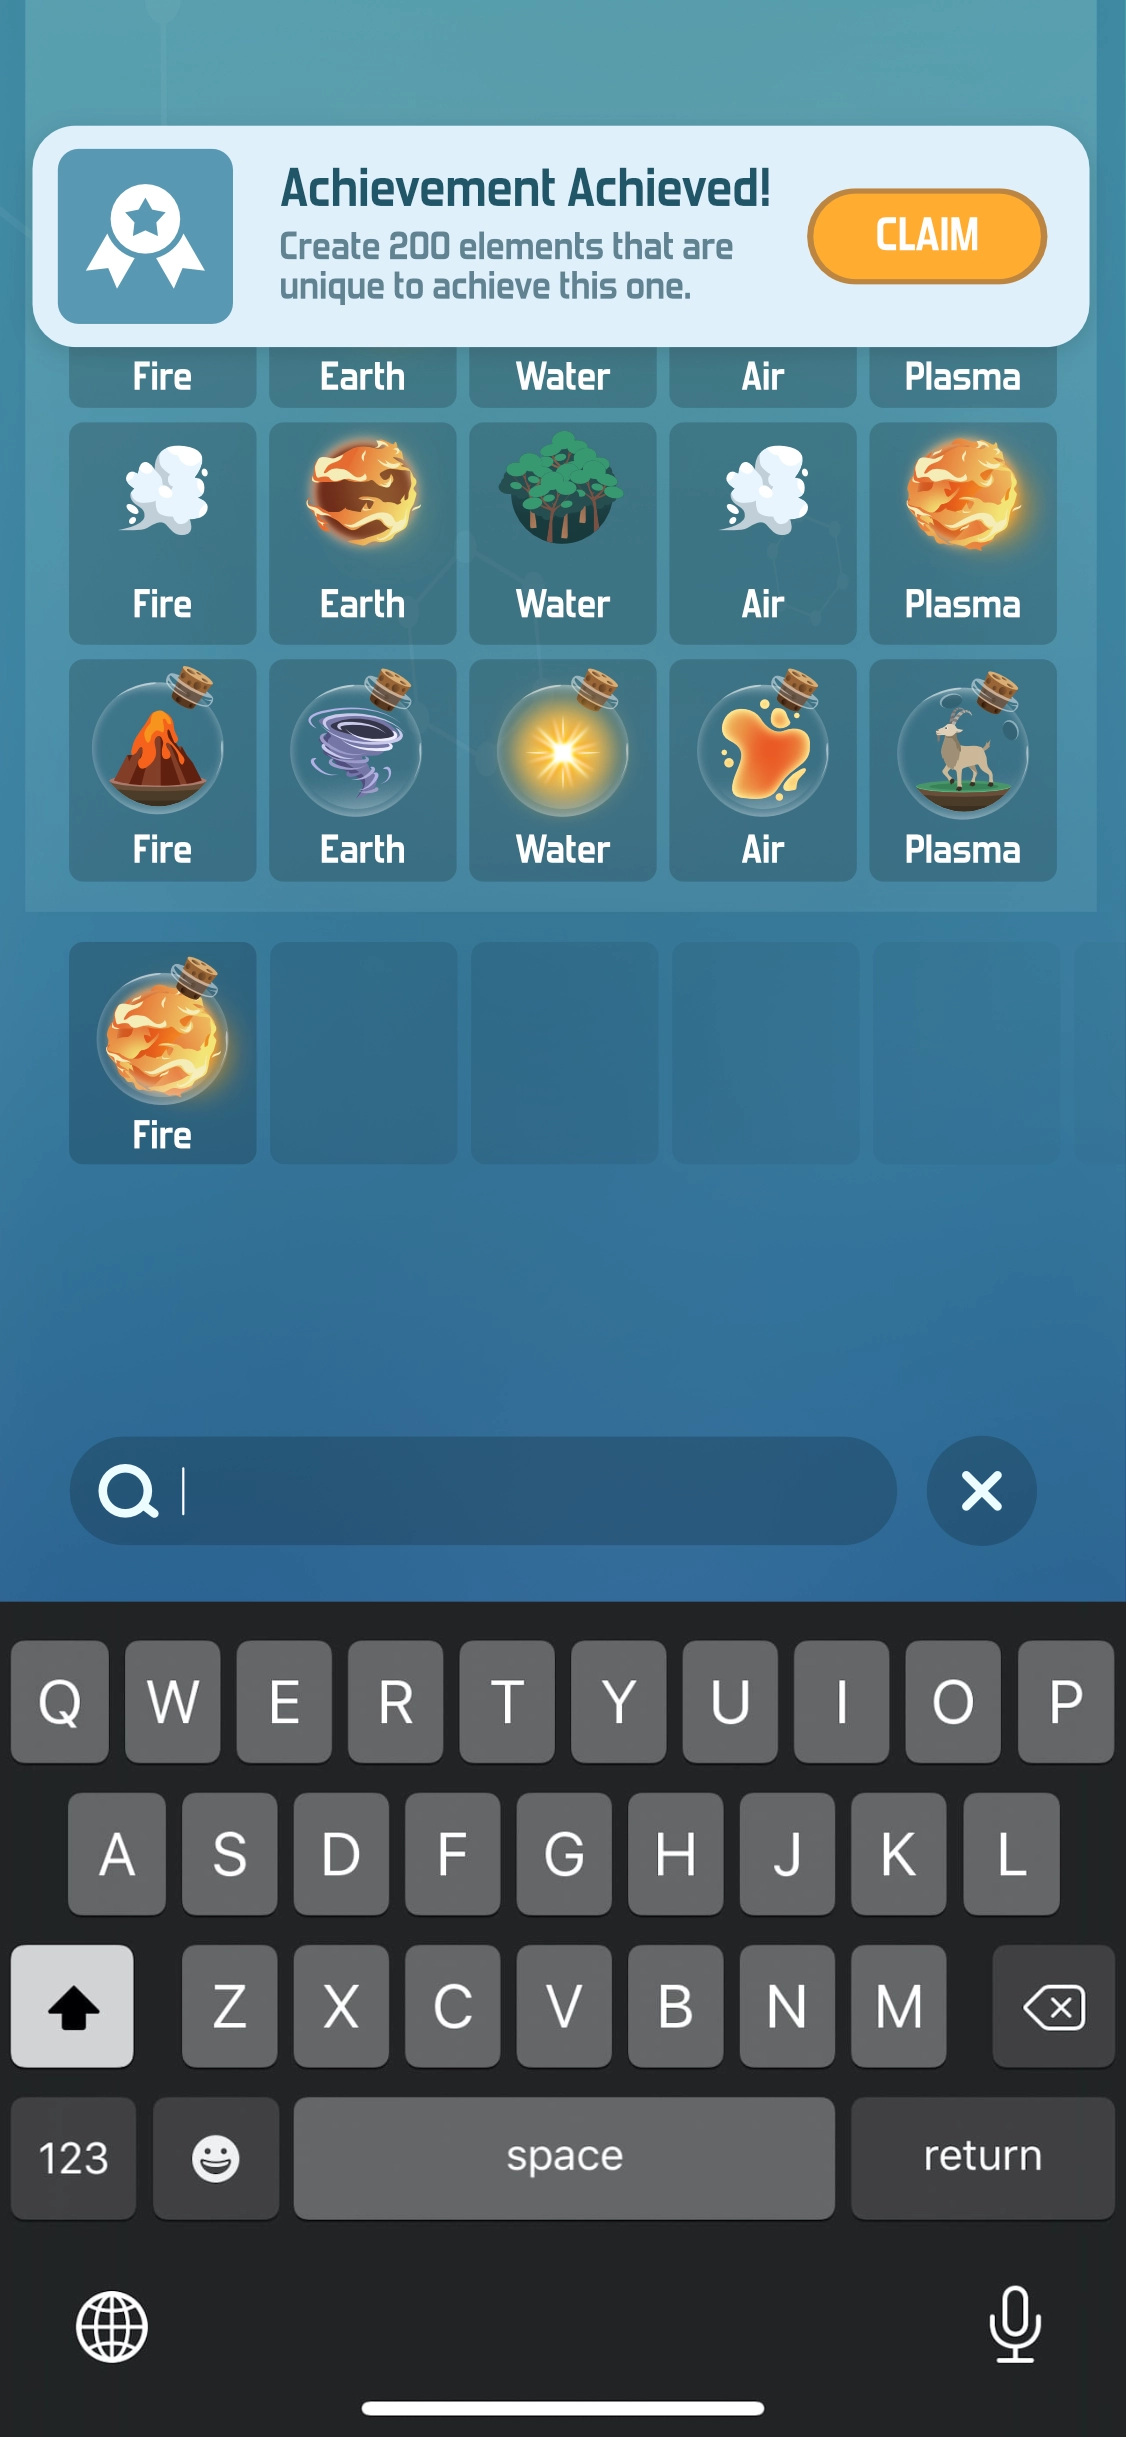 Achievement Achieved!
Create 200 elements that are
unique to achieve this one.
CLAIM
Fire Earth Water Air Plasma
Fire Earth Water Air Plasma
Fire Earth Water Air Plasma
Fire
Q W E R T Y U I O P
A S D F G H J K L
Z X C V B N M
123 space return